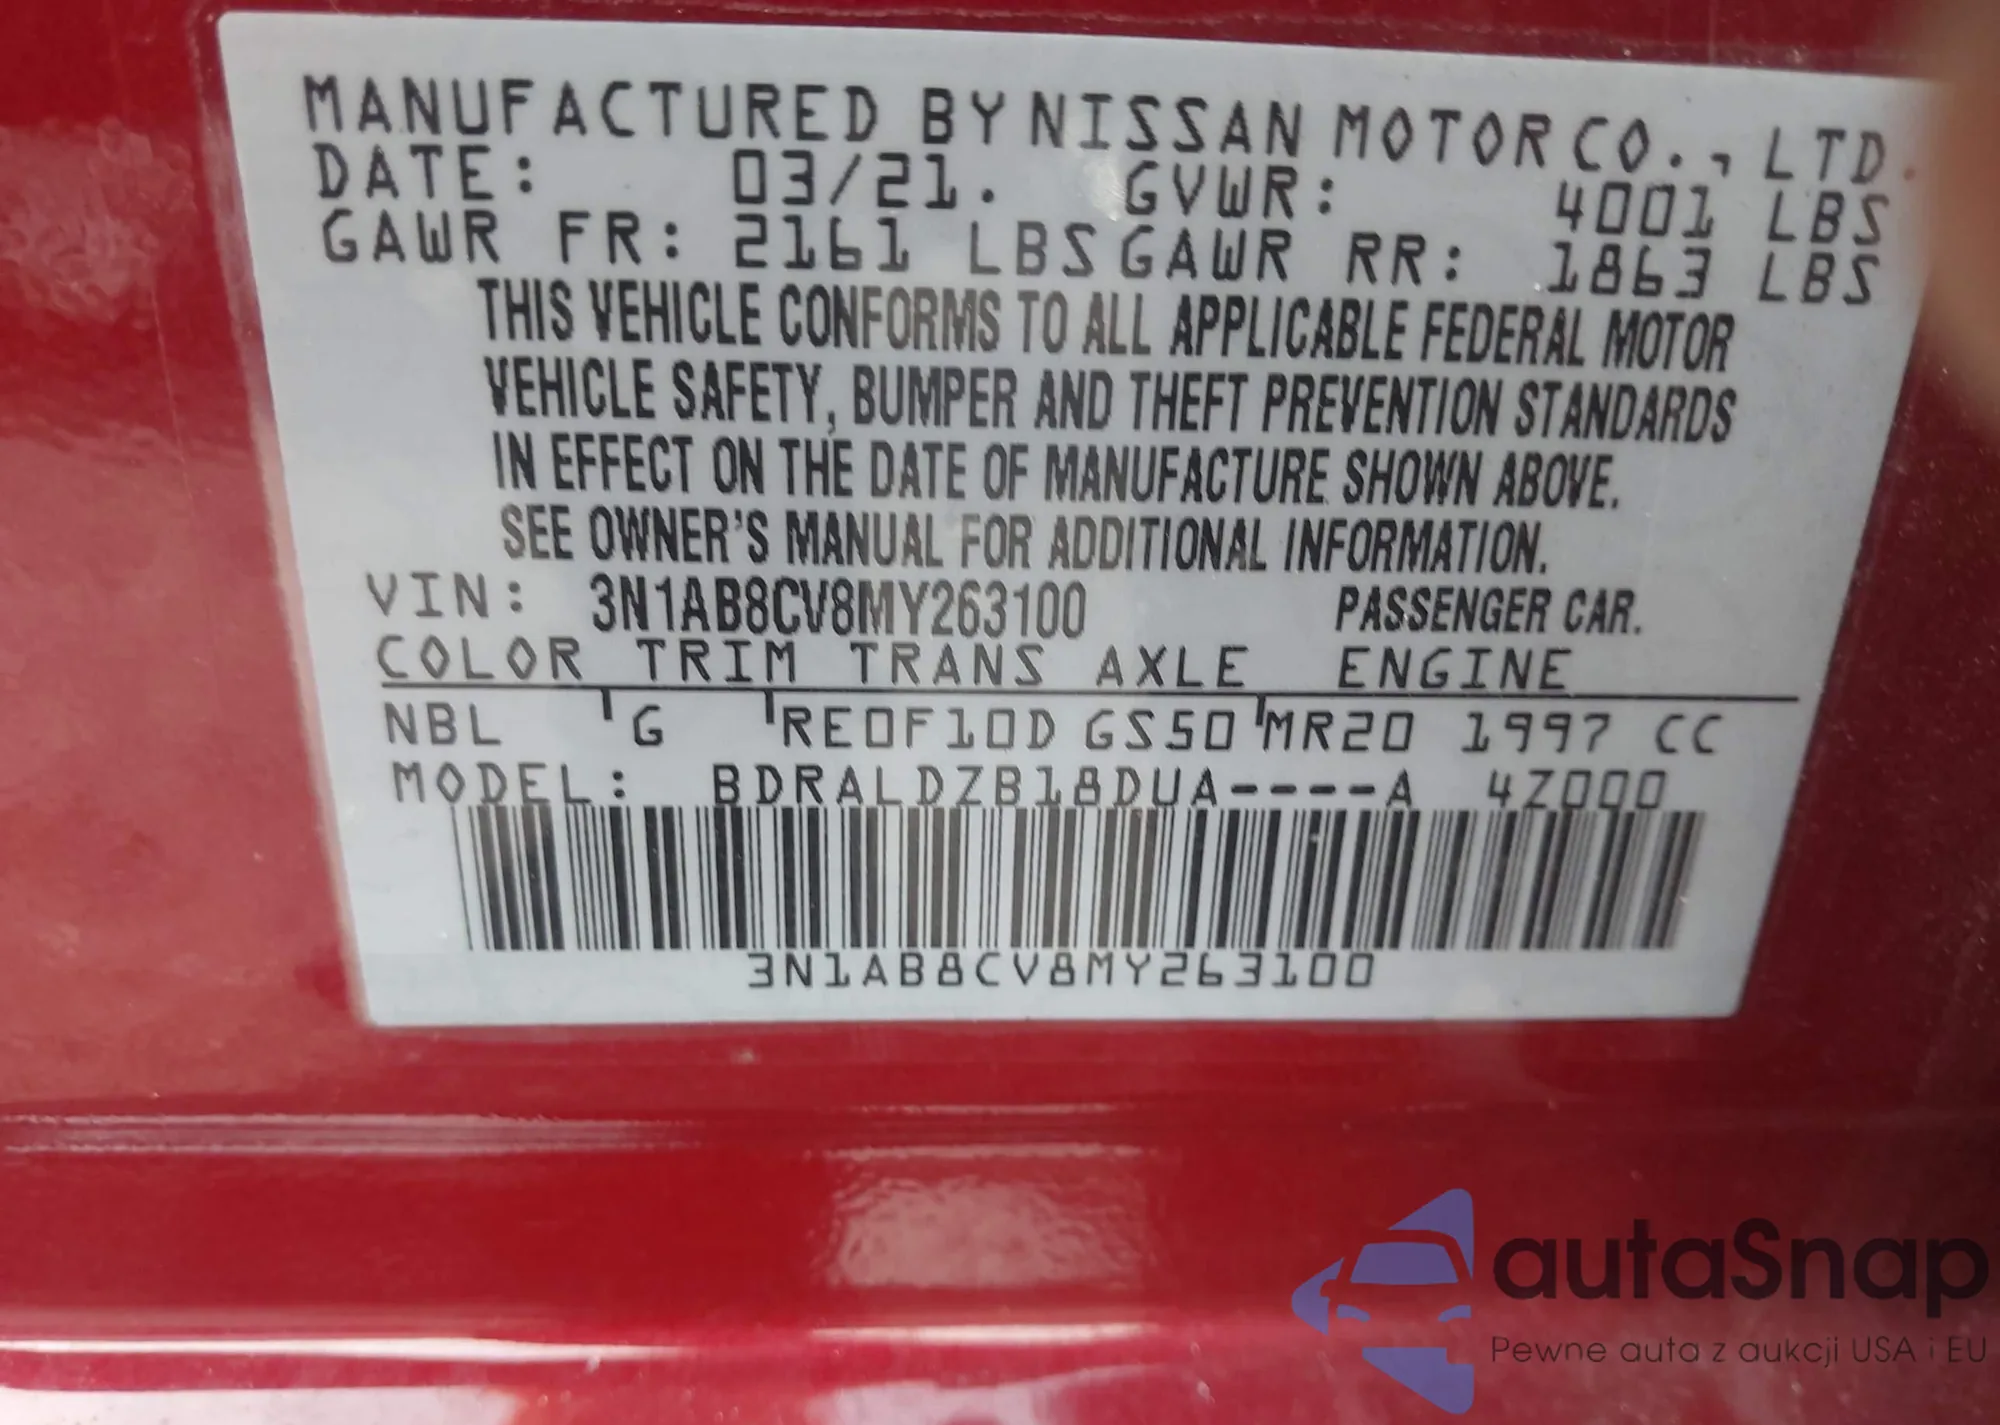 MANUFACTURED BY NISSAN MOTOR CO., LTD.
DATE: 03/21. GVWR: 4001 LBS
GAWR FR: 2161 LBS GAWR RR: 1863 LBS
THIS VEHICLE CONFORMS TO ALL APPLICABLE FEDERAL MOTOR
VEHICLE SAFETY, BUMPER AND THEFT PREVENTION STANDARDS
IN EFFECT ON THE DATE OF MANUFACTURE SHOWN ABOVE.
SEE OWNER'S MANUAL FOR ADDITIONAL INFORMATION.
VIN: 3N1AB8CV8MY263100 PASSENGER CAR.
COLOR TRIM TRANS AXLE ENGINE
NBL G RE0F10D GS50 MR20 1997 CC
MODEL: BDRALDZB18DUA----A 4Z000
3N1AB8CV8MY263100
autaSnap
Pewne auta z aukcji USA i EU